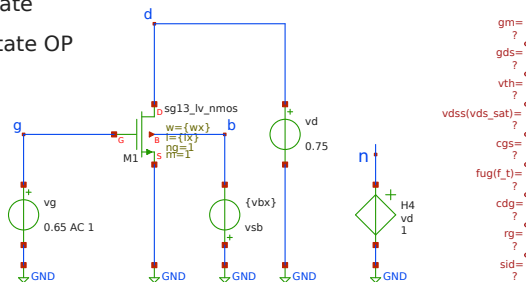 ate
tate OP
d
sg13_lv_nmos
D
w={wx}
l={lx}
ng=1
m=1
G
B
S
M1
g
b
n
vd
0.75
vg
0.65 AC 1
{vbx}
vsb
H4
vd
1
GND
GND
GND
GND
GND
gm=
?
gds=
?
vth=
?
vdss(vds_sat)=
?
cgs=
?
fug(f_t)=
?
cdg=
?
rg=
?
sid=
?